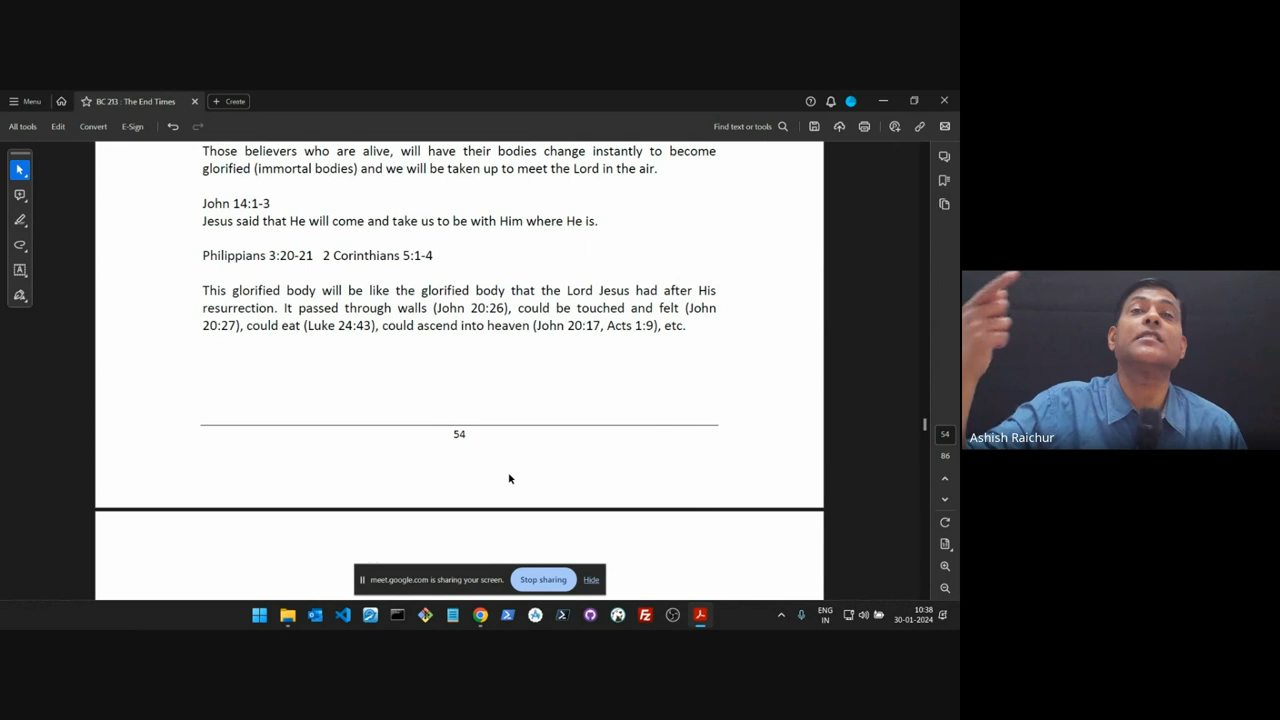 Menu
BC 213 : The End Times
Create
All tools
Edit
Convert
E-Sign
Find text or tools
Those believers who are alive, will have their bodies change instantly to become
glorified (immortal bodies) and we will be taken up to meet the Lord in the air.
John 14:1-3
Jesus said that He will come and take us to be with Him where He is.
Philippians 3:20-21 2 Corinthians 5:1-4
This glorified body will be like the glorified body that the Lord Jesus had after His
resurrection. It passed through walls (John 20:26), could be touched and felt (John
20:27), could eat (Luke 24:43), could ascend into heaven (John 20:17, Acts 1:9), etc.
54
54
86
Ashish Raichur
meet.google.com is sharing your screen.
Stop sharing
Hide
ENG
IN
10:38
30-01-2024